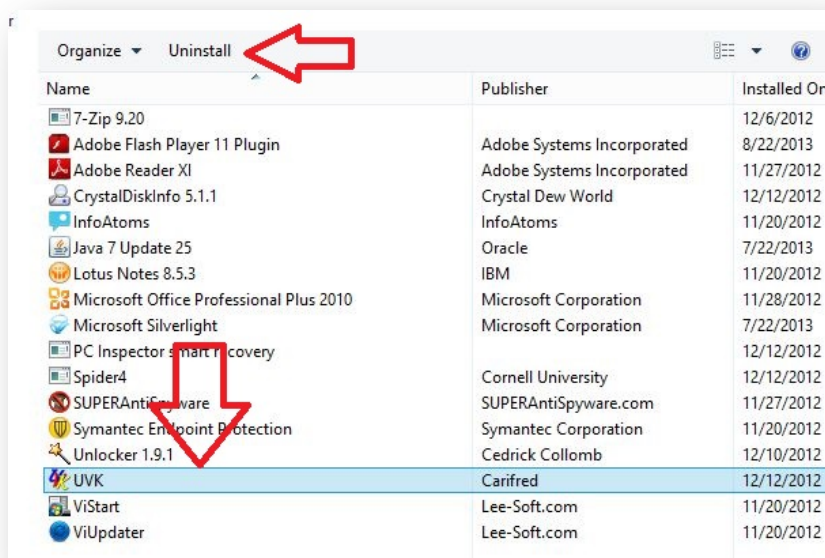 r
Organize Uninstall
Name Publisher Installed On
7-Zip 9.20 12/6/2012
Adobe Flash Player 11 Plugin Adobe Systems Incorporated 8/22/2013
Adobe Reader XI Adobe Systems Incorporated 11/27/2012
CrystalDiskInfo 5.1.1 Crystal Dew World 12/12/2012
InfoAtoms InfoAtoms 11/20/2012
Java 7 Update 25 Oracle 7/22/2013
Lotus Notes 8.5.3 IBM 11/20/2012
Microsoft Office Professional Plus 2010 Microsoft Corporation 11/28/2012
Microsoft Silverlight Microsoft Corporation 7/22/2013
PC Inspector smart recovery 12/12/2012
Spider4 Cornell University 12/12/2012
SUPERAntiSpyware SUPERAntiSpyware.com 11/27/2012
Symantec Endpoint Protection Symantec Corporation 11/20/2012
Unlocker 1.9.1 Cedrick Collomb 12/10/2012
UVK Carifred 12/12/2012
ViStart Lee-Soft.com 11/20/2012
ViUpdater Lee-Soft.com 11/20/2012